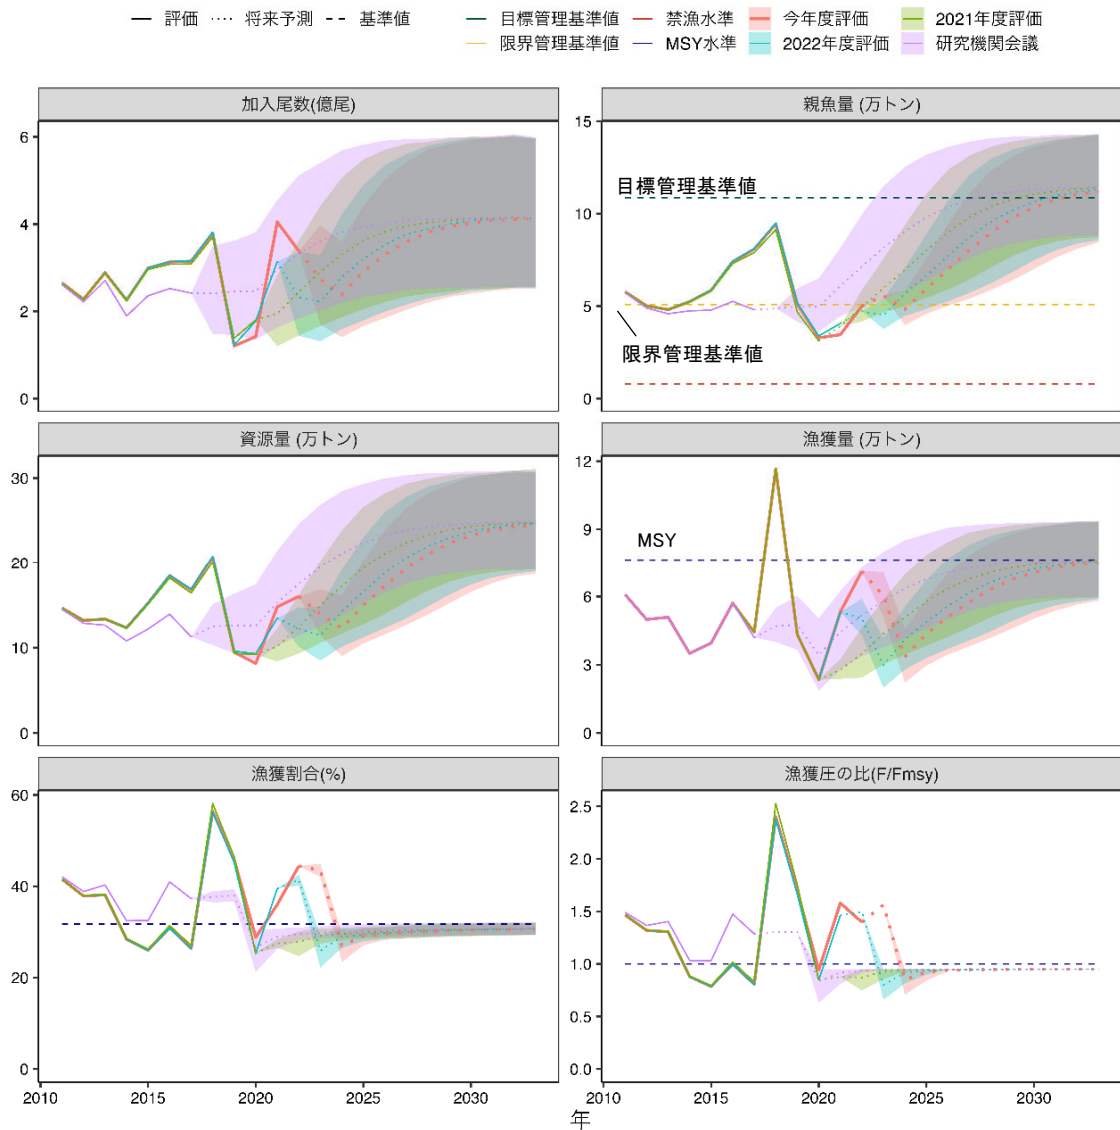 評価 将来予測 基準値 目標管理基準値 禁漁水準 今年度評価 2021年度評価
限界管理基準値 MSY水準 2022年度評価 研究機関会議
加入尾数(億尾)
6
4
2
0
親魚量 (万トン)
15
10
5
0
目標管理基準値
限界管理基準値
資源量 (万トン)
30
20
10
0
漁獲量 (万トン)
12
9
6
3
0
MSY
漁獲割合(%)
60
40
20
0
2010 2015 2020 2025 2030
漁獲圧の比(F/Fmsy)
2.5
2.0
1.5
1.0
0.5
0.0
2010 2015 2020 2025 2030
年